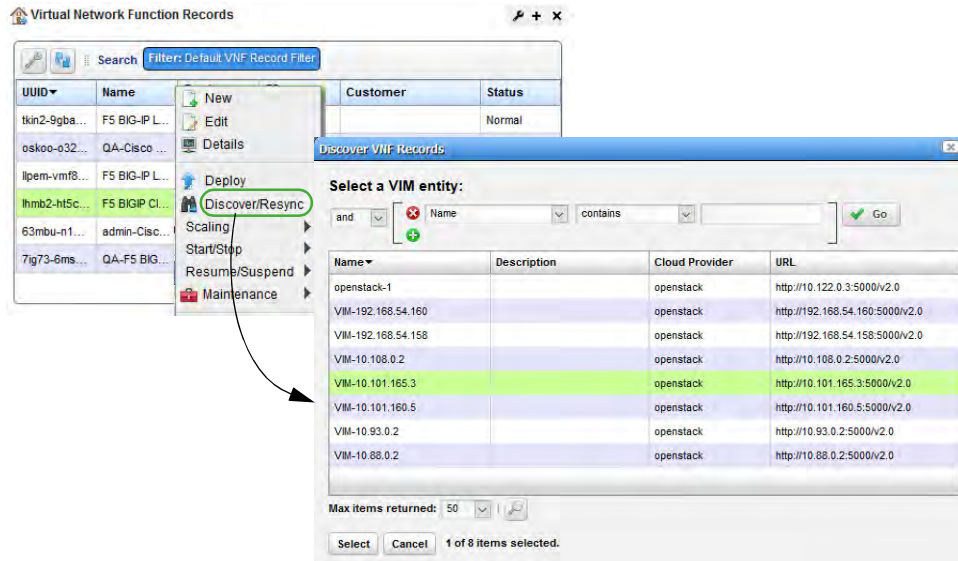 Virtual Network Function Records
Search Filter: Default VNF Record Filter
UUID Name Customer Status
tkin2-9gba... F5 BIG-IP L... Normal
oskoo-o32... QA-Cisco ...
llpem-vmf8... F5 BIG-IP L...
lhmb2-ht5c... F5 BIGIP Cl...
63mbu-n1... admin-Cisc...
7ig73-6ms... QA-F5 BIG...
New
Edit
Details
Deploy
Discover/Resync
Scaling
Start/Stop
Resume/Suspend
Maintenance
Discover VNF Records
Select a VIM entity:
and Name contains Go
Name Description Cloud Provider URL
openstack-1 openstack http://10.122.0.3:5000/v2.0
VIM-192.168.54.160 openstack http://192.168.54.160:5000/v2.0
VIM-192.168.54.158 openstack http://192.168.54.158:5000/v2.0
VIM-10.108.0.2 openstack http://10.108.0.2:5000/v2.0
VIM-10.101.165.3 openstack http://10.101.165.3:5000/v2.0
VIM-10.101.160.5 openstack http://10.101.160.5:5000/v2.0
VIM-10.93.0.2 openstack http://10.93.0.2:5000/v2.0
VIM-10.88.0.2 openstack http://10.88.0.2:5000/v2.0
Max items returned: 50
Select Cancel 1 of 8 items selected.